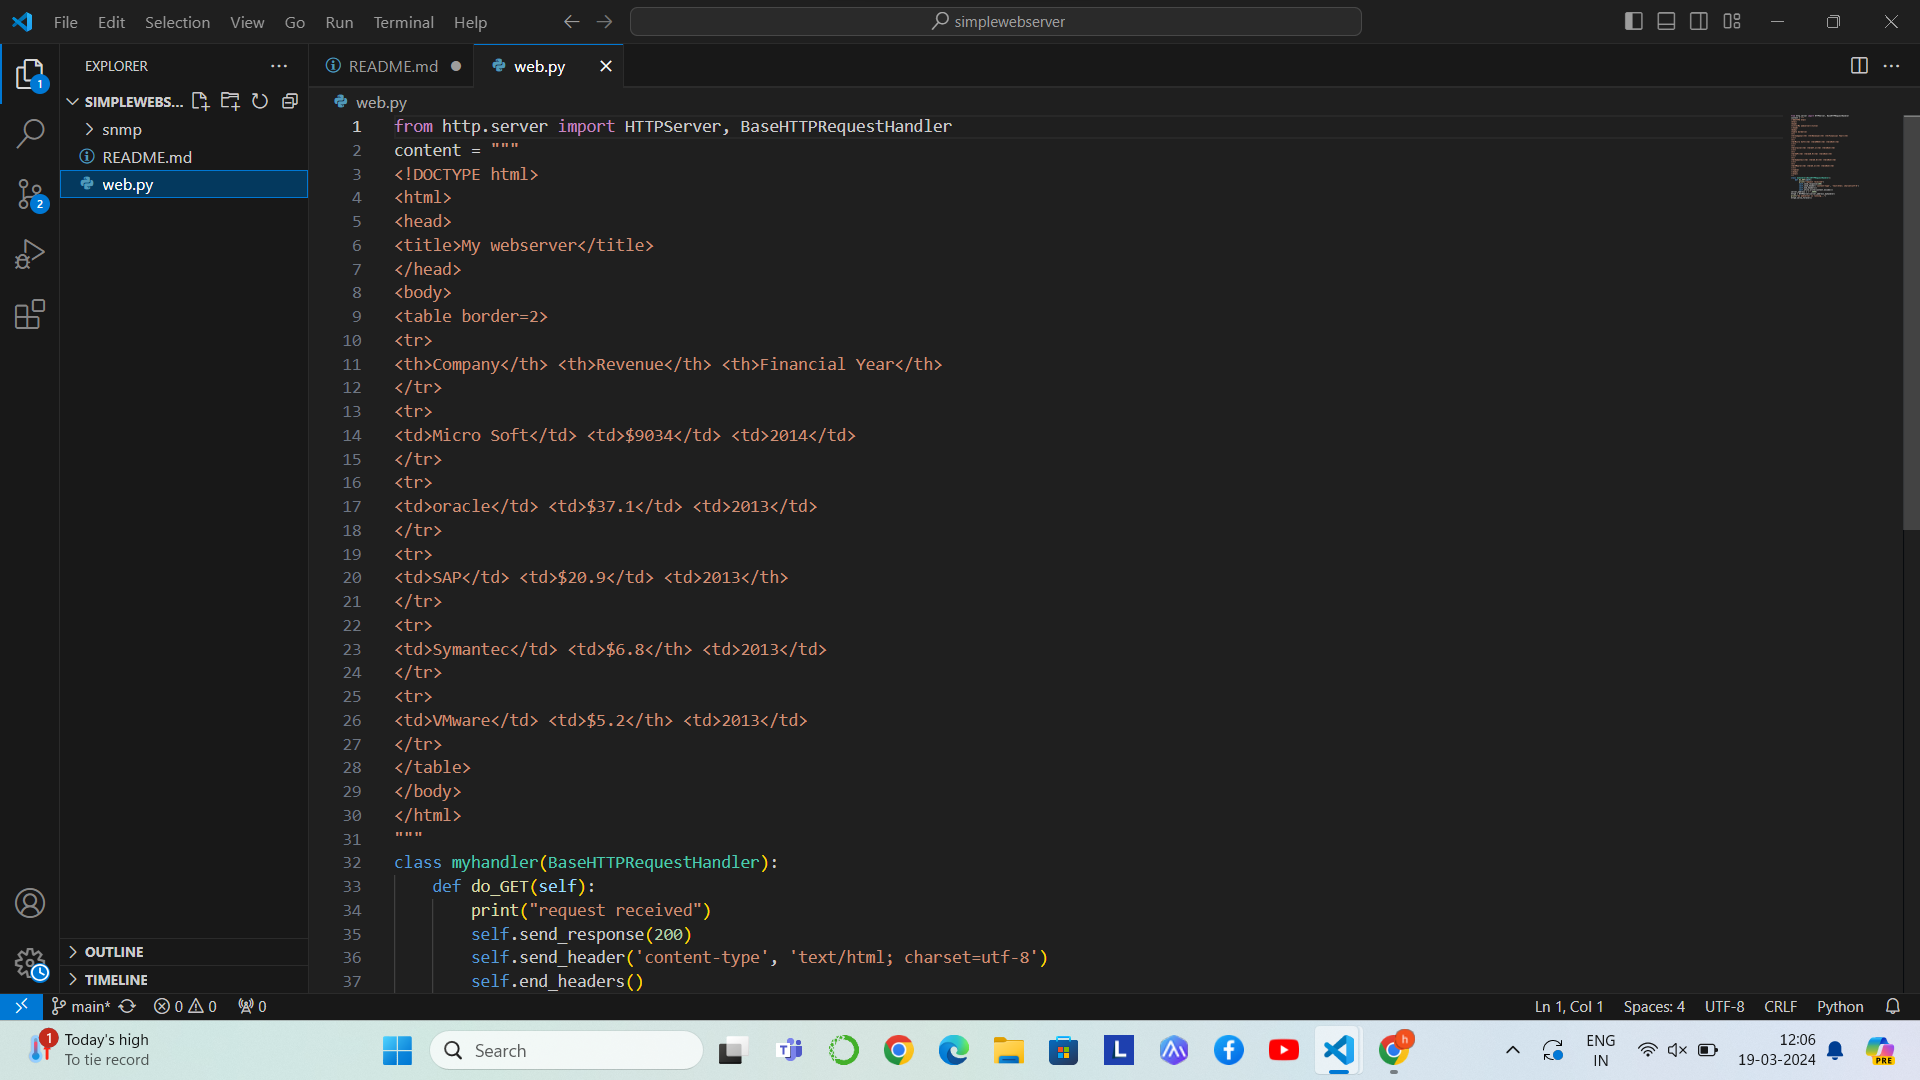 File Edit Selection View Go Run Terminal Help
simplewebserver
EXPLORER
1
SIMPLEWEBS...
snmp
README.md
web.py
2
README.md
web.py
web.py
1 from http.server import HTTPServer, BaseHTTPRequestHandler
2 content = """
3 <!DOCTYPE html>
4 <html>
5 <head>
6 <title>My webserver</title>
7 </head>
8 <body>
9 <table border=2>
10 <tr>
11 <th>Company</th> <th>Revenue</th> <th>Financial Year</th>
12 </tr>
13 <tr>
14 <td>Micro Soft</td> <td>$9034</td> <td>2014</td>
15 </tr>
16 <tr>
17 <td>oracle</td> <td>$37.1</td> <td>2013</td>
18 </tr>
19 <tr>
20 <td>SAP</td> <td>$20.9</td> <td>2013</th>
21 </tr>
22 <tr>
23 <td>Symantec</td> <td>$6.8</th> <td>2013</td>
24 </tr>
25 <tr>
26 <td>VMware</td> <td>$5.2</th> <td>2013</td>
27 </tr>
28 </table>
29 </body>
30 </html>
31 """
32 class myhandler(BaseHTTPRequestHandler):
33 def do_GET(self):
34 print("request received")
35 self.send_response(200)
36 self.send_header('content-type', 'text/html; charset=utf-8')
37 self.end_headers()
OUTLINE
TIMELINE
main* 0 0 0
Ln 1, Col 1 Spaces: 4 UTF-8 CRLF Python
1
Today's high
To tie record
Search
T
L
h
ENG
IN
12:06
19-03-2024
PRE